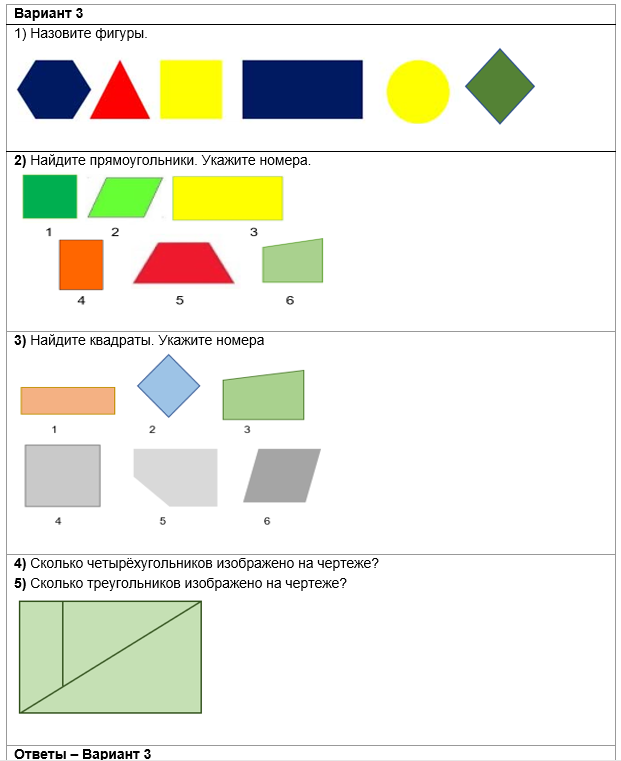 Вариант 3
1) Назовите фигуры.
2) Найдите прямоугольники. Укажите номера.
1 2 3
4 5 6
3) Найдите квадраты. Укажите номера
1 2 3
4 5 6
4) Сколько четырёхугольников изображено на чертеже?
5) Сколько треугольников изображено на чертеже?
Ответы – Вариант 3